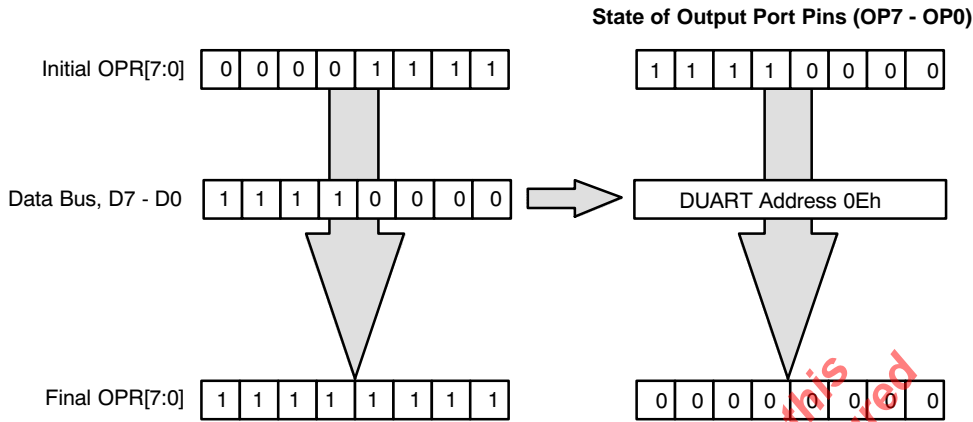 State of Output Port Pins (OP7 - OP0)
Initial OPR[7:0] 0 0 0 0 1 1 1 1 1 1 1 1 0 0 0 0
Data Bus, D7 - D0 1 1 1 1 0 0 0 0 DUART Address 0Eh
Final OPR[7:0] 1 1 1 1 1 1 1 1 0 0 0 0 0 0 0 0
this